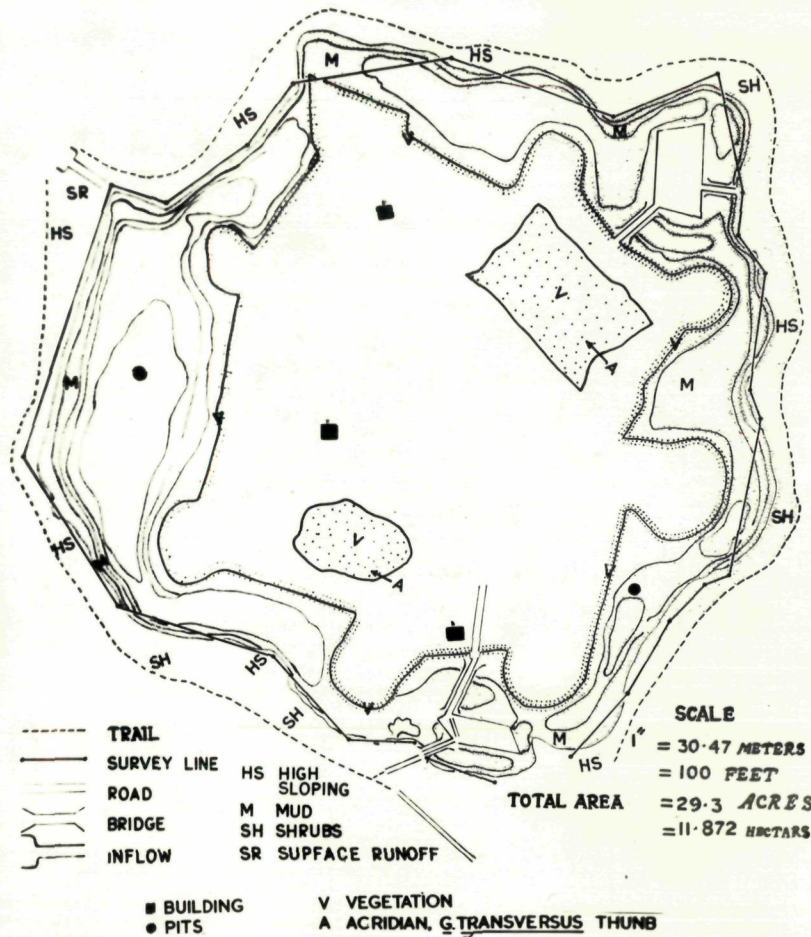 M
HS
SH
HS
M
V
SR
HS
V
HS
A
V
M
M
V
SH
HS
V
M
A
V
SH
HS
SH
V
M
HS
TRAIL
SURVEY LINE
ROAD
BRIDGE
INFLOW
HS HIGH
SLOPING
M MUD
SH SHRUBS
SR SUPFACE RUNOFF
SCALE
1" = 30.47 METERS
= 100 FEET
TOTAL AREA = 29.3 ACRES
= 11.872 HECTARS
BUILDING
PITS
V VEGETATION
A ACRIDIAN, G.TRANSVERSUS THUNB